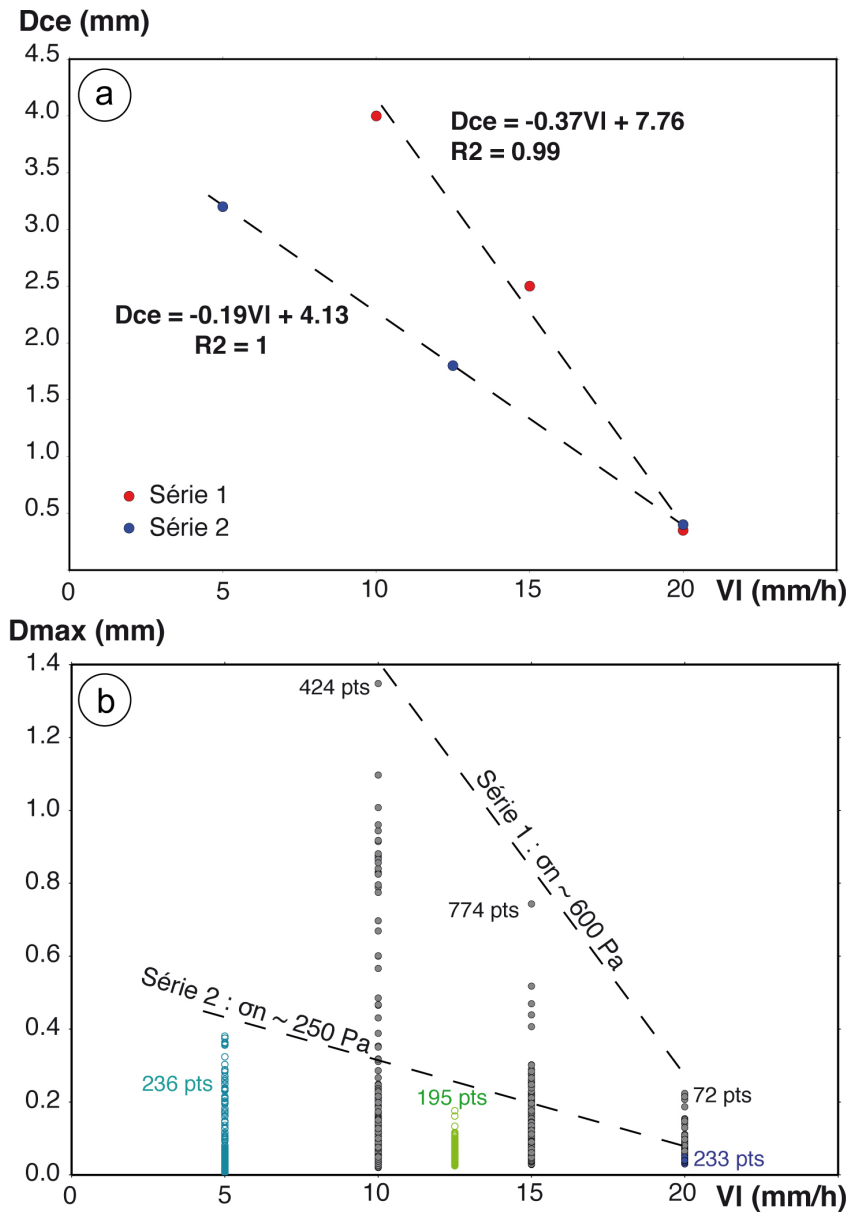 Dce (mm)
4.5
a
4.0
Dce = -0.37Vl + 7.76
R2 = 0.99
3.5
3.0
2.5
Dce = -0.19Vl + 4.13
R2 = 1
2.0
1.5
1.0
Série 1
0.5
Série 2
0
5
10
15
20
Vl (mm/h)
Dmax (mm)
1.4
b
424 pts
1.2
1.0
Série 1 : σn ~ 600 Pa
0.8
774 pts
0.6
Série 2 : σn ~ 250 Pa
0.4
236 pts
195 pts
0.2
72 pts
233 pts
0.0
0
5
10
15
20
Vl (mm/h)